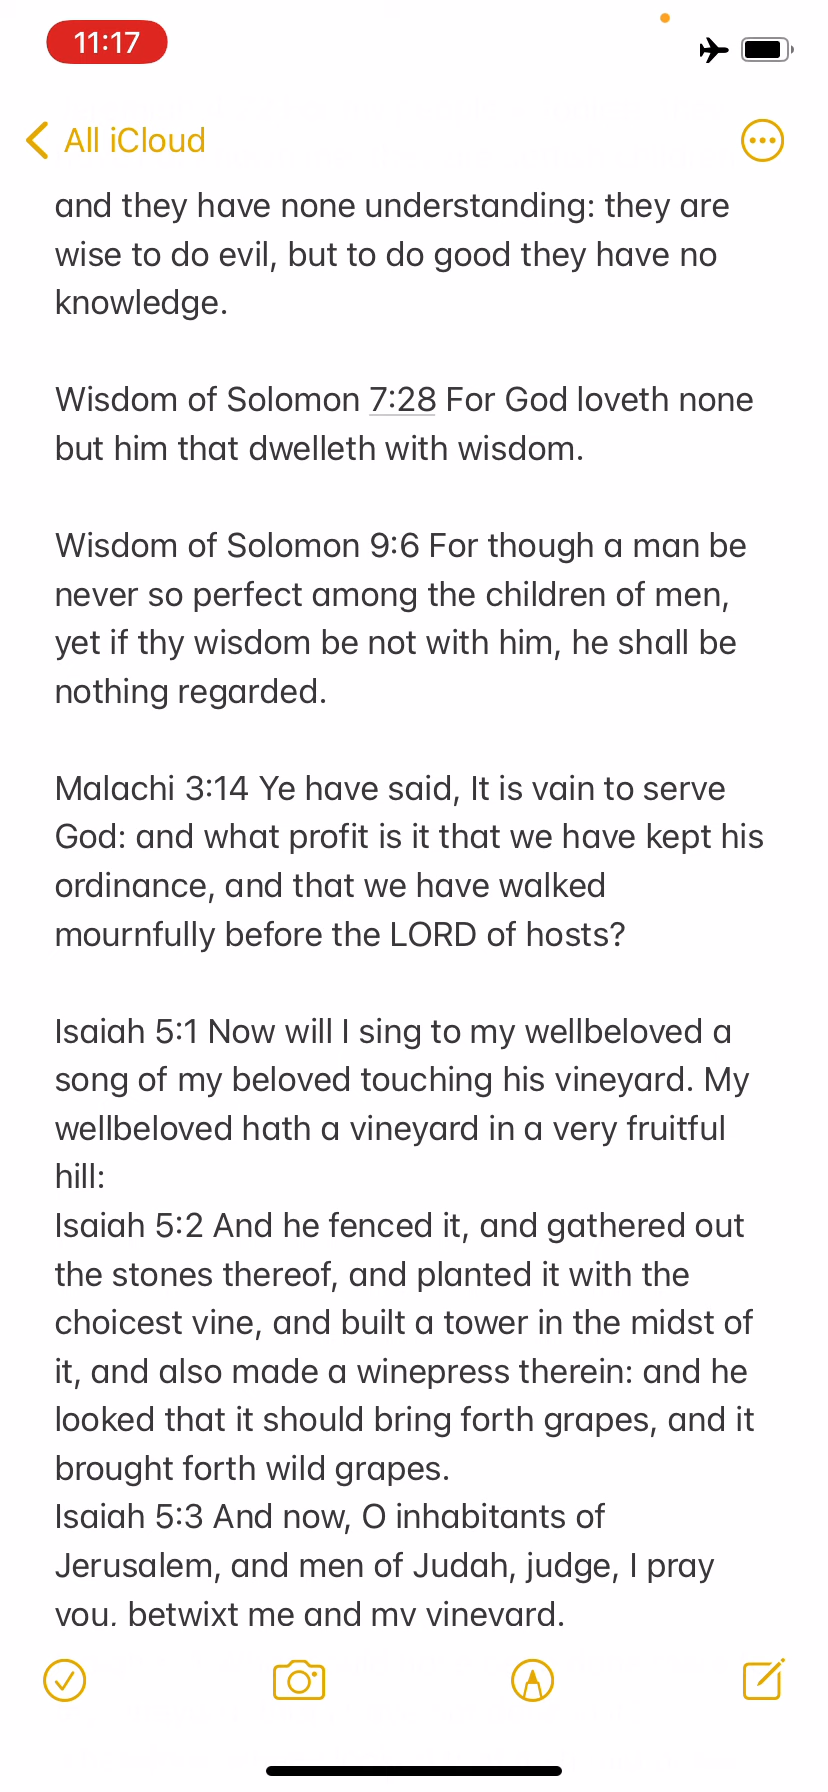 11:17
All iCloud
and they have none understanding: they are
wise to do evil, but to do good they have no
knowledge.
Wisdom of Solomon 7:28 For God loveth none
but him that dwelleth with wisdom.
Wisdom of Solomon 9:6 For though a man be
never so perfect among the children of men,
yet if thy wisdom be not with him, he shall be
nothing regarded.
Malachi 3:14 Ye have said, It is vain to serve
God: and what profit is it that we have kept his
ordinance, and that we have walked
mournfully before the LORD of hosts?
Isaiah 5:1 Now will I sing to my wellbeloved a
song of my beloved touching his vineyard. My
wellbeloved hath a vineyard in a very fruitful
hill:
Isaiah 5:2 And he fenced it, and gathered out
the stones thereof, and planted it with the
choicest vine, and built a tower in the midst of
it, and also made a winepress therein: and he
looked that it should bring forth grapes, and it
brought forth wild grapes.
Isaiah 5:3 And now, O inhabitants of
Jerusalem, and men of Judah, judge, I pray
you, betwixt me and my vineyard.